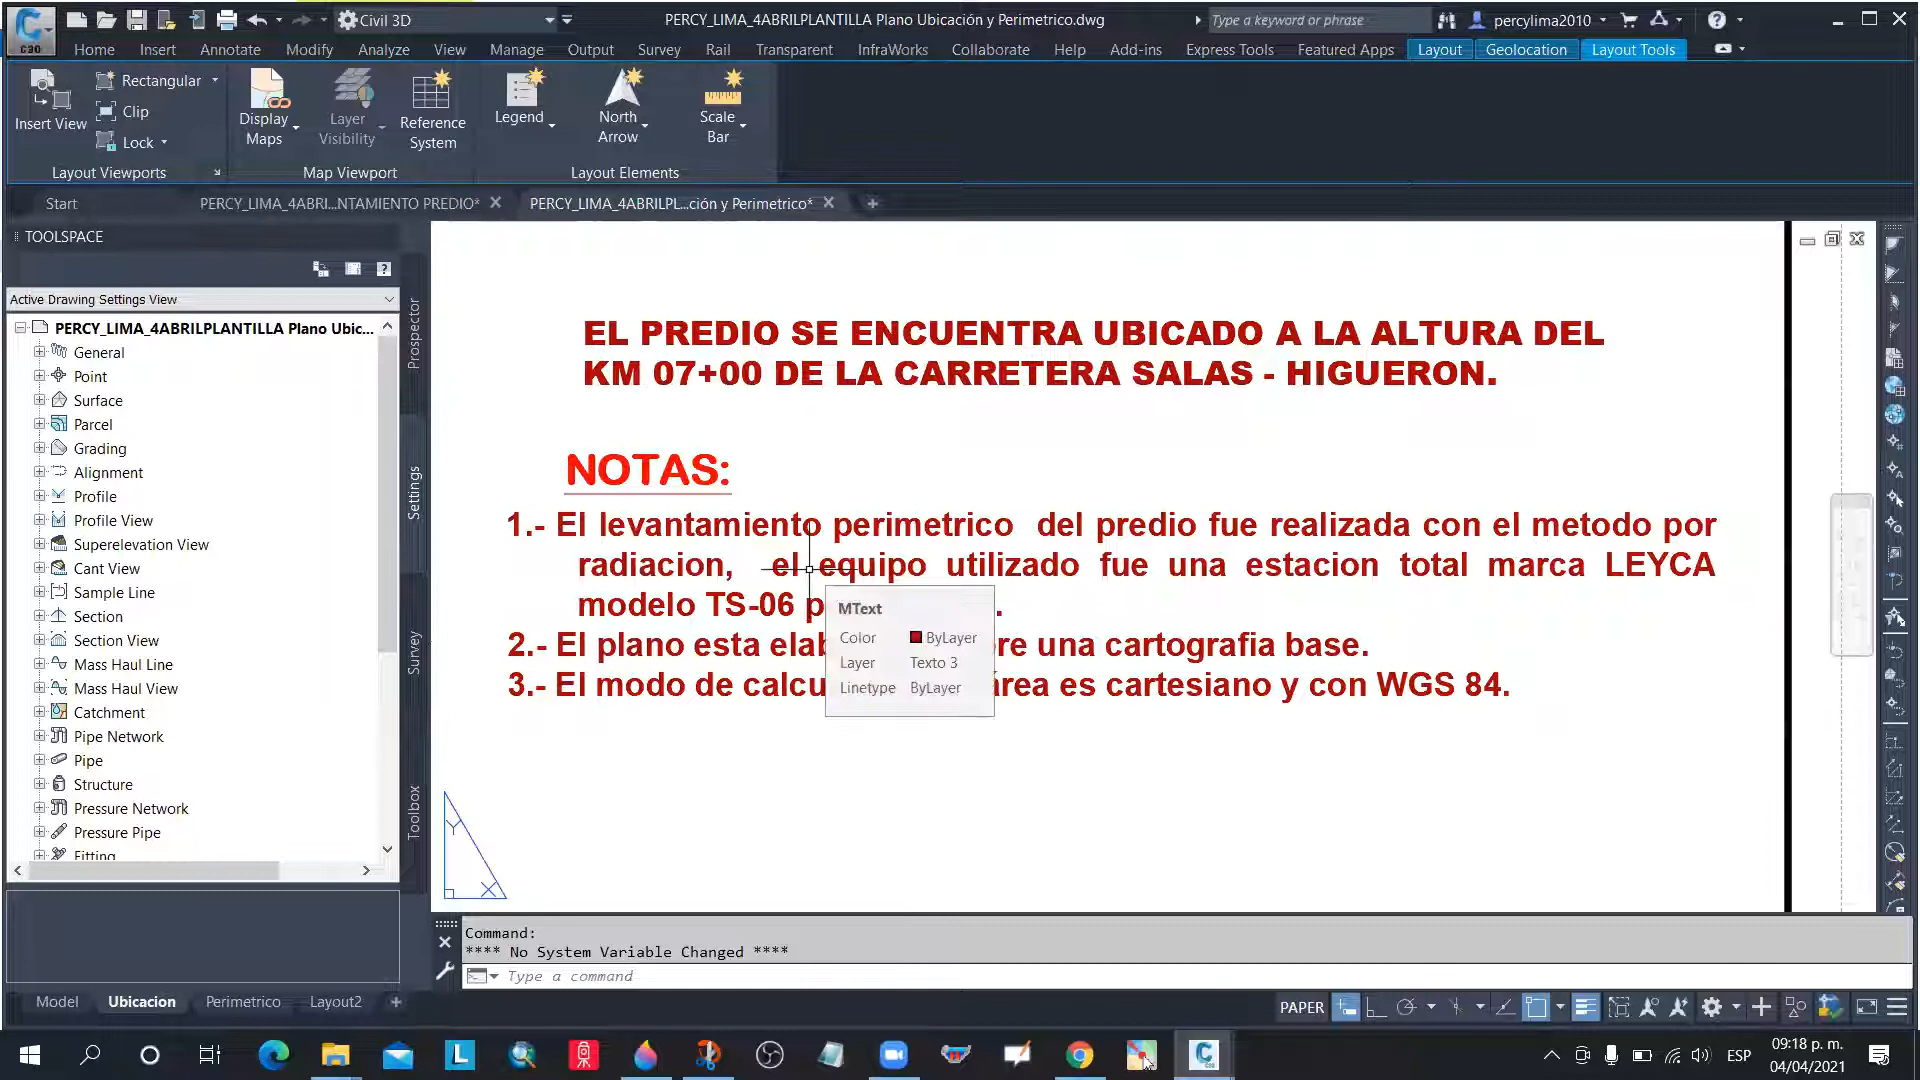 C3D
Civil 3D
PERCY_LIMA_4ABRILPLANTILLA Plano Ubicación y Perimetrico.dwg
Type a keyword or phrase
percylima2010
Home Insert Annotate Modify Analyze View Manage Output Survey Rail Transparent InfraWorks Collaborate Help Add-ins Express Tools Featured Apps Layout Geolocation Layout Tools
Insert View
Rectangular
Clip
Lock
Display Maps
Layer Visibility
Reference System
Legend
North Arrow
Scale Bar
Layout Viewports Map Viewport Layout Elements
Start PERCY_LIMA_4ABRI...NTAMIENTO PREDIO* PERCY_LIMA_4ABRILPL...ción y Perimetrico*
TOOLSPACE
Active Drawing Settings View
PERCY_LIMA_4ABRILPLANTILLA Plano Ubic...
General
Point
Surface
Parcel
Grading
Alignment
Profile
Profile View
Superelevation View
Cant View
Sample Line
Section
Section View
Mass Haul Line
Mass Haul View
Catchment
Pipe Network
Pipe
Structure
Pressure Network
Pressure Pipe
Fitting
Prospector
Settings
Survey
Toolbox
EL PREDIO SE ENCUENTRA UBICADO A LA ALTURA DEL
KM 07+00 DE LA CARRETERA SALAS - HIGUERON.
NOTAS:
1.- El levantamiento perimetrico del predio fue realizada con el metodo por
radiacion, el equipo utilizado fue una estacion total marca LEYCA
modelo TS-06 p .
2.- El plano esta elab re una cartografia base.
3.- El modo de calcu área es cartesiano y con WGS 84.
MText
Color ByLayer
Layer Texto 3
Linetype ByLayer
Y
X
Command:
**** No System Variable Changed ****
Type a command
Model Ubicacion Perimetrico Layout2
PAPER
ESP
09:18 p. m.
04/04/2021